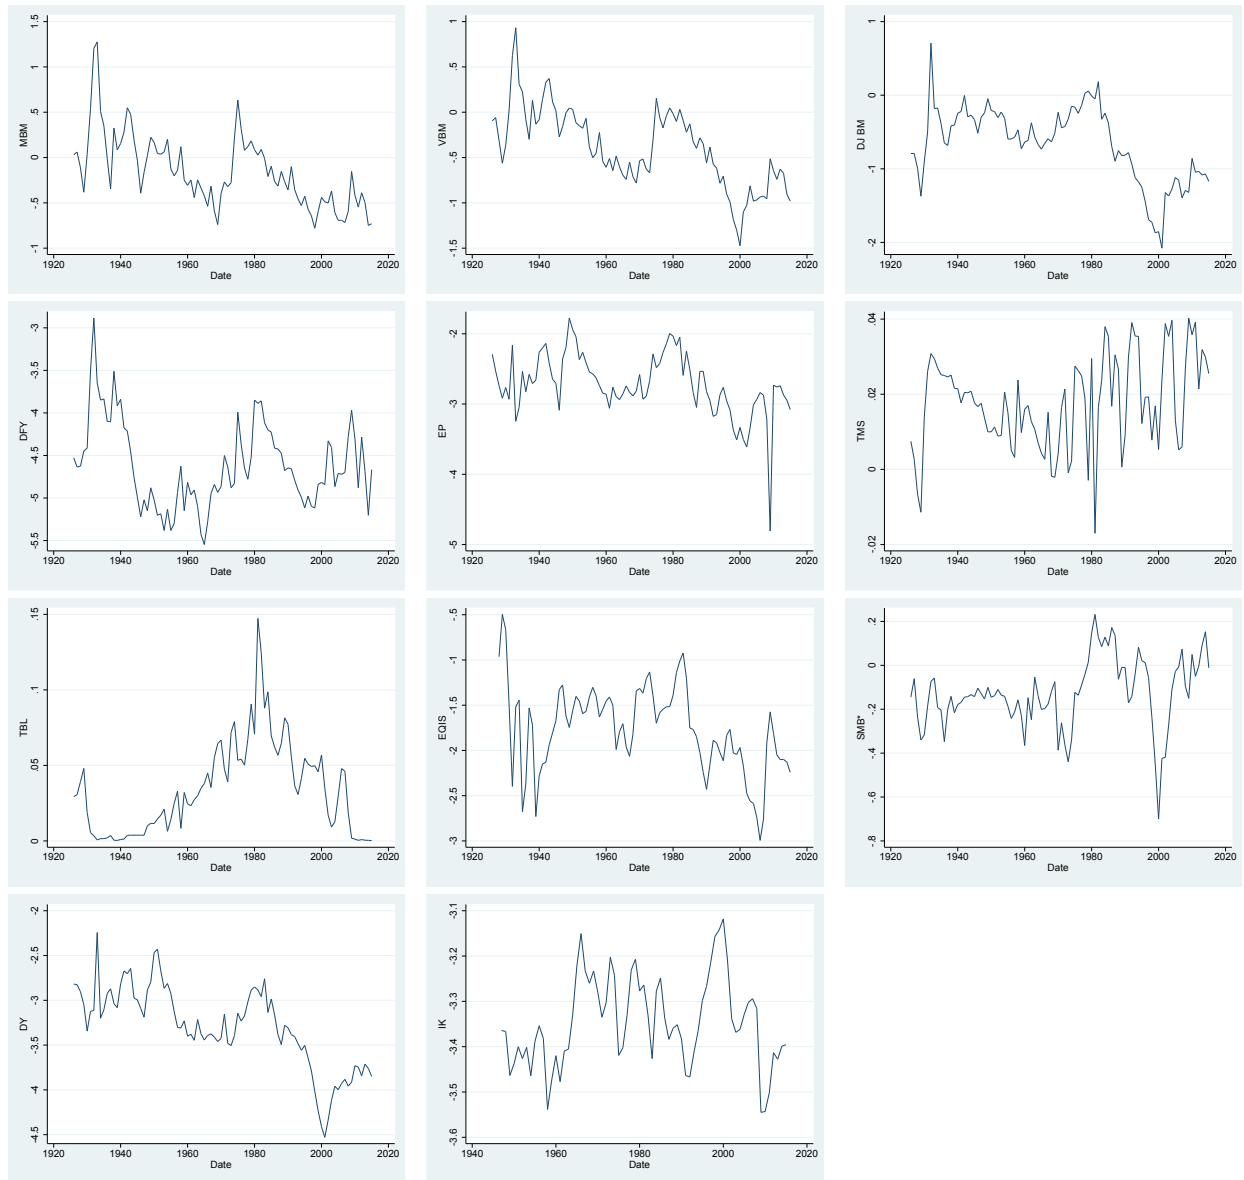 MBM
1.5
1
.5
0
-.5
-1
1920 1940 1960 1980 2000 2020
Date
VBM
1
.5
0
-.5
-1
-1.5
1920 1940 1960 1980 2000 2020
Date
DJ BM
1
0
-1
-2
1920 1940 1960 1980 2000 2020
Date
DFY
-3
-3.5
-4
-4.5
-5
-5.5
1920 1940 1960 1980 2000 2020
Date
EP
-2
-3
-4
-5
1920 1940 1960 1980 2000 2020
Date
TMS
.04
.02
0
-.02
1920 1940 1960 1980 2000 2020
Date
TBL
.15
.1
.05
0
1920 1940 1960 1980 2000 2020
Date
EQIS
-.5
-1
-1.5
-2
-2.5
-3
1920 1940 1960 1980 2000 2020
Date
SMB*
.2
0
-.2
-.4
-.6
-.8
1920 1940 1960 1980 2000 2020
Date
DY
-2
-2.5
-3
-3.5
-4
-4.5
1920 1940 1960 1980 2000 2020
Date
IK
-3.1
-3.2
-3.3
-3.4
-3.5
-3.6
1940 1960 1980 2000 2020
Date